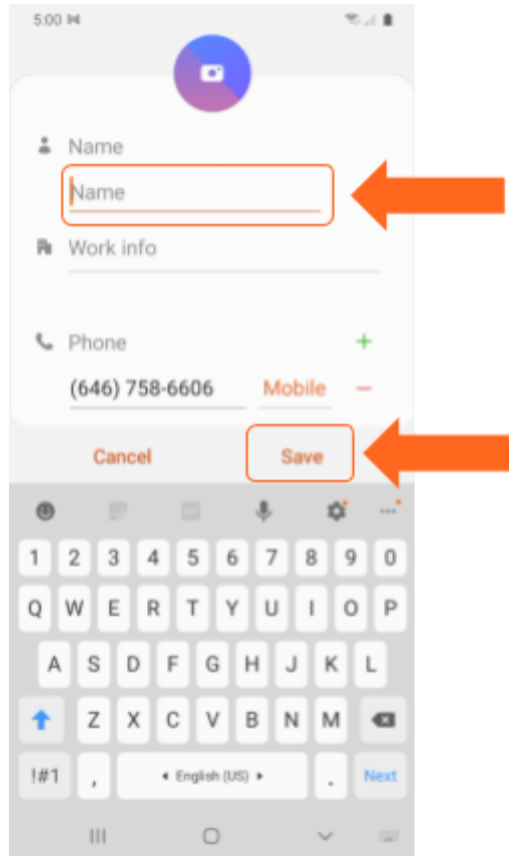 5:00
Name
Name
Work info
Phone
(646) 758-6606 Mobile
Cancel Save
1 2 3 4 5 6 7 8 9 0
Q W E R T Y U I O P
A S D F G H J K L
Z X C V B N M
!#1 , English (US) . Next